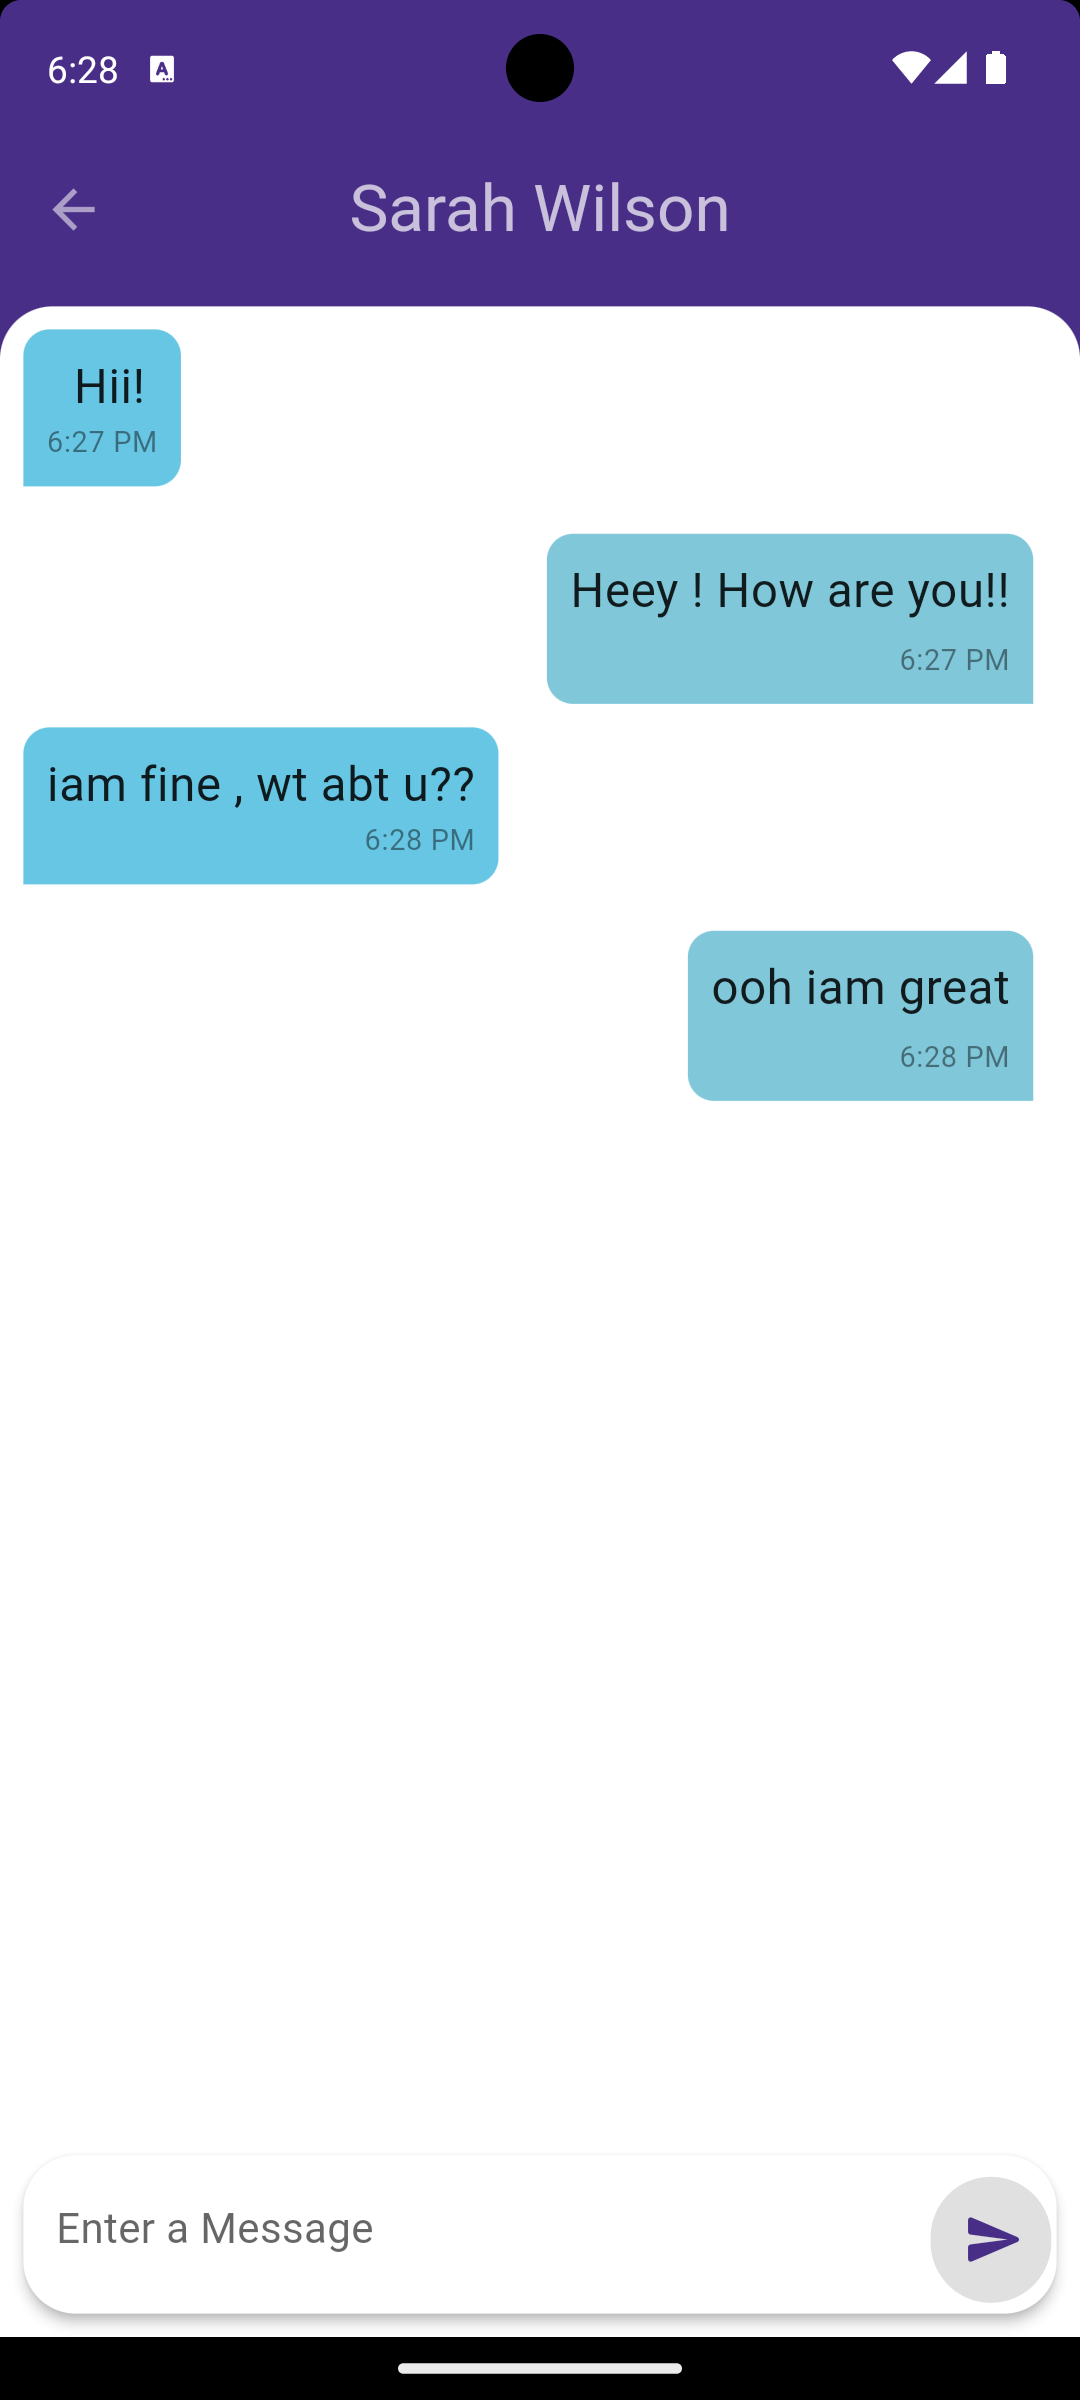 6:28
Sarah Wilson
Hii!
6:27 PM
Heey ! How are you!!
6:27 PM
iam fine , wt abt u??
6:28 PM
ooh iam great
6:28 PM
Enter a Message